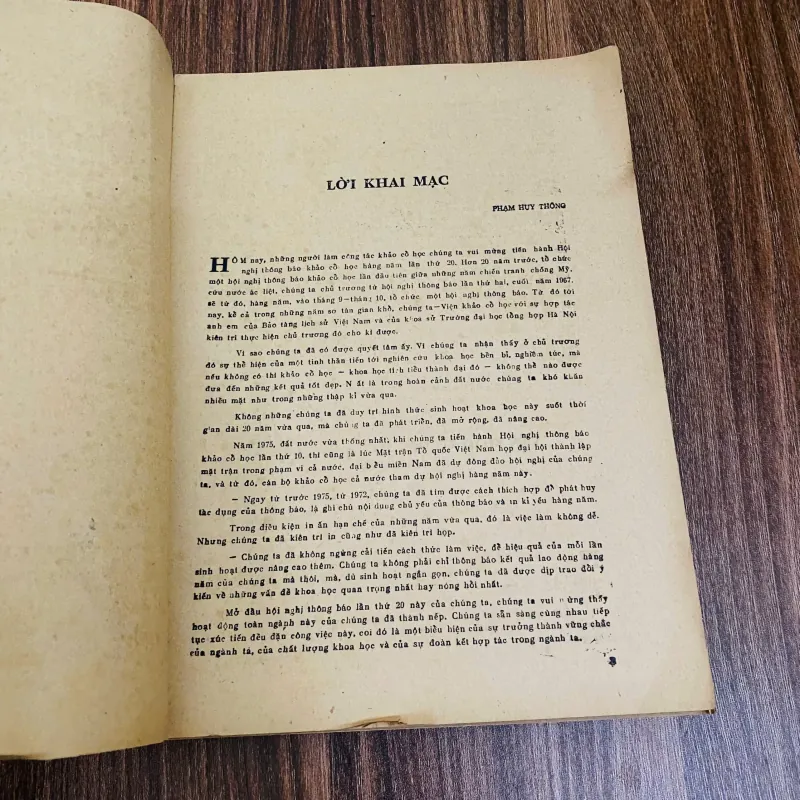 LỜI KHAI MẠC
PHẠM HUY THÔNG
HÔM nay, những người làm công tác khảo cổ học chúng ta vui mừng tiến hành Hội
nghị thông báo khảo cổ học hàng năm lần thứ 20. Hơn 20 năm trước, tổ chức
một hội nghị thông báo khảo cổ học lần đầu tiên giữa những năm chiến tranh chống Mỹ,
cứu nước ác liệt, chúng ta chủ trương từ hội nghị thông báo lần thứ hai, cuối năm 1967,
sẽ từ đó, hàng năm, vào tháng 9-tháng 10, tổ chức một hội nghị thông báo. Từ đó tới
nay, kể cả trong những năm sơ tán gian khổ, chúng ta—Viện khảo cổ học với sự hợp tác
anh em của Bảo tàng lịch sử Việt Nam và của khoa sử Trường đại học tổng hợp Hà Nội
kiên trì thực hiện chủ trương đó cho kì được.
Vì sao chúng ta đã có được quyết tâm ấy. Vì chúng ta nhận thấy ở chủ trương
đó sự thể hiện của một tinh thần tiến tới nghiên cứu khoa học bền bỉ, nghiêm túc, mà
nếu không có thì khảo cổ học — khoa học tích tiểu thành đại đó — không thể nào được
đưa đến những kết quả tốt đẹp. Nhất là trong hoàn cảnh đất nước chúng ta khó khăn
nhiều mặt như trong những thập kỉ vừa qua.
Không những chúng ta đã duy trì hình thức sinh hoạt khoa học này suốt thời
gian dài 20 năm vừa qua, mà chúng ta đã phát triển, đã mở rộng, đã nâng cao.
Năm 1975, đất nước vừa thống nhất, khi chúng ta tiến hành Hội nghị thông báo
khảo cổ học lần thứ 10, thì cũng là lúc Mặt trận Tổ quốc Việt Nam họp đại hội thành lập
mặt trận trong phạm vi cả nước, đại biểu miền Nam đã dự đông đảo hội nghị của chúng
ta, và từ đó, cán bộ khảo cổ học cả nước tham dự hội nghị hàng năm này.
— Ngay từ trước 1975, từ 1972, chúng ta đã tìm được cách thích hợp để phát huy
tác dụng của thông báo, là ghi chú nội dung chủ yếu của thông báo và in kỉ yếu hàng năm.
Trong điều kiện in ấn hạn chế của những năm vừa qua, đó là việc làm không dễ.
Nhưng chúng ta đã kiên trì in cũng như đã kiên trì họp.
— Chúng ta đã không ngừng cải tiến cách thức làm việc, để hiệu quả của mỗi lần
sinh hoạt được nâng cao thêm. Chúng ta không phải chỉ thông báo kết quả lao động hàng
năm của chúng ta mà thôi, mà, dù sinh hoạt ngắn gọn, chúng ta đã được dịp trao đổi ý
kiến về những vấn đề khoa học quan trọng nhất hay nóng hổi nhất.
Mở đầu hội nghị thông báo lần thứ 20 này của chúng ta, chúng ta vui mừng thấy
hoạt động toàn ngành này của chúng ta đã thành nếp. Chúng ta sẵn sàng cùng nhau tiếp
tục xúc tiến đều đặn công việc này, coi đó là một biểu hiện của sự trưởng thành vững chắc
của ngành ta, của chất lượng khoa học và của sự đoàn kết hợp tác trong ngành ta.
3